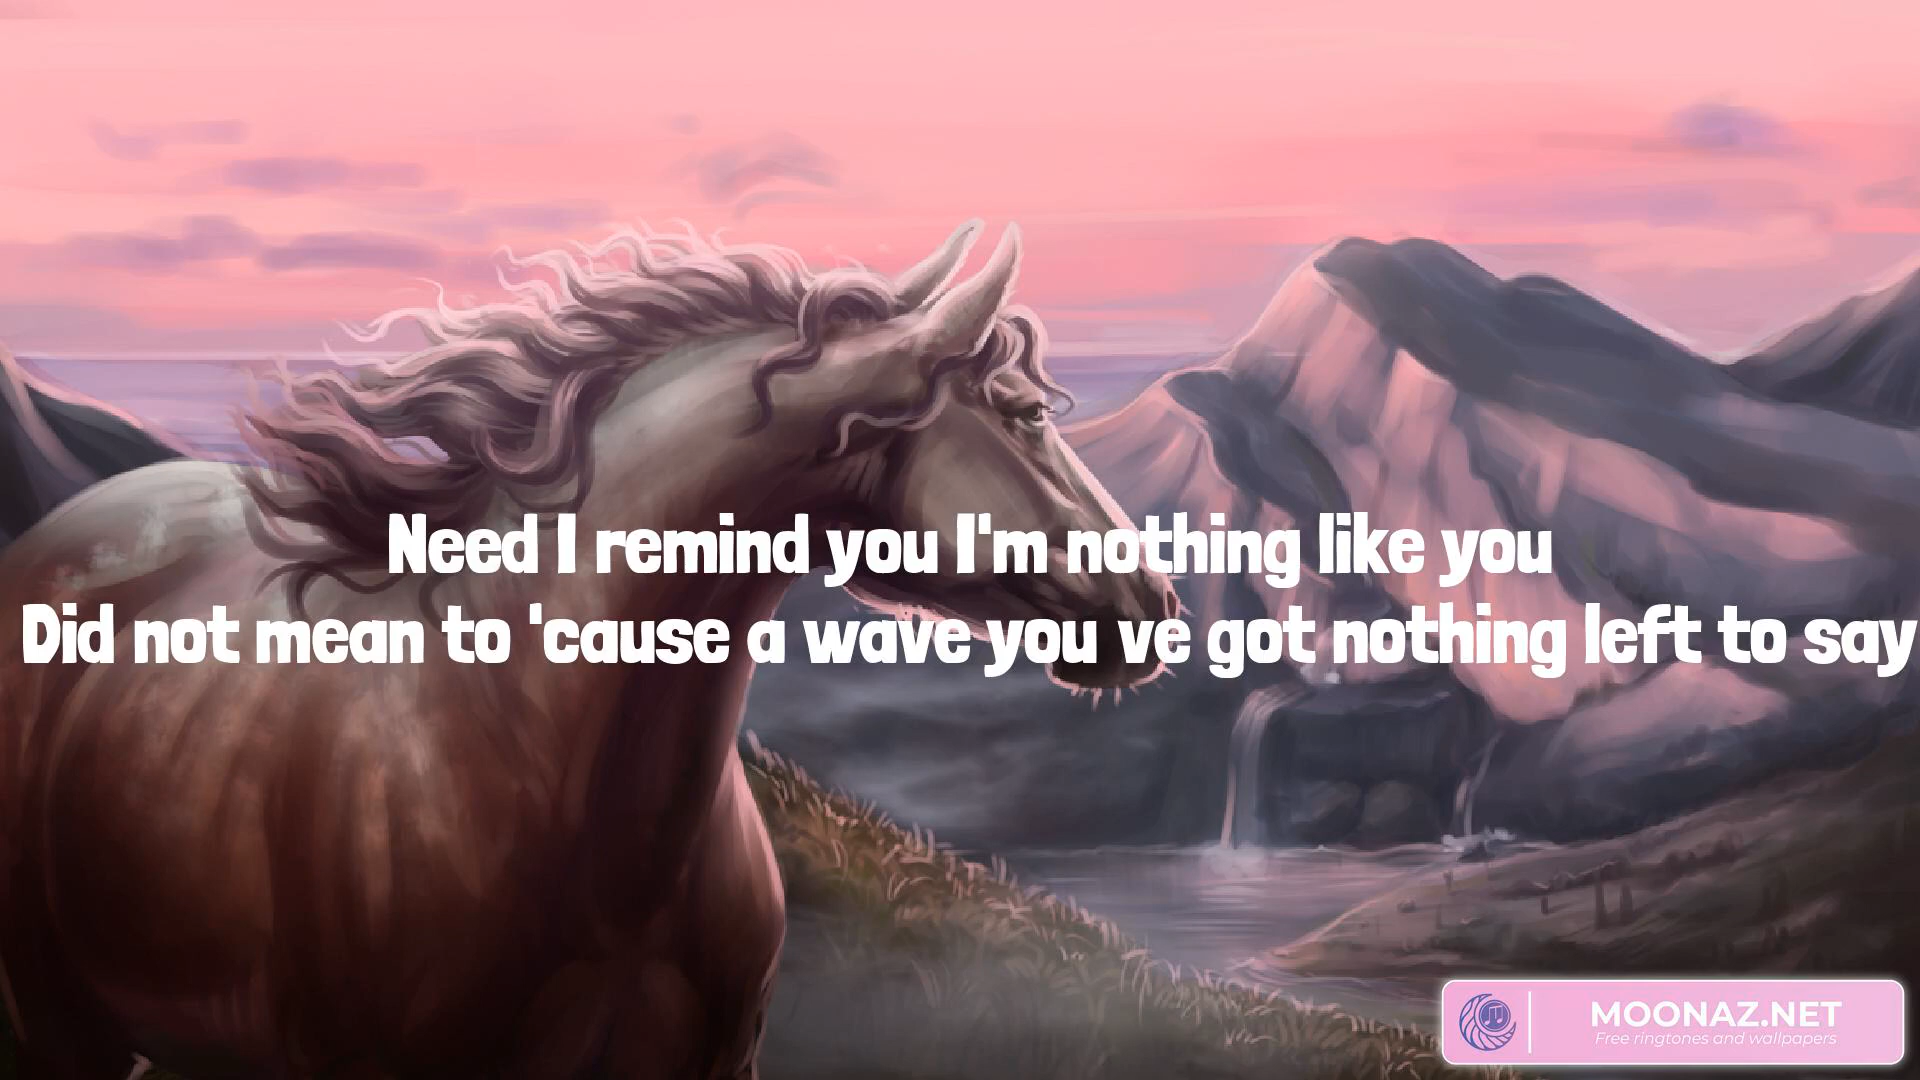 Need I remind you I'm nothing like you
Did not mean to 'cause a wave you ve got nothing left to say
MOONAZ.NET
Free ringtones and wallpapers